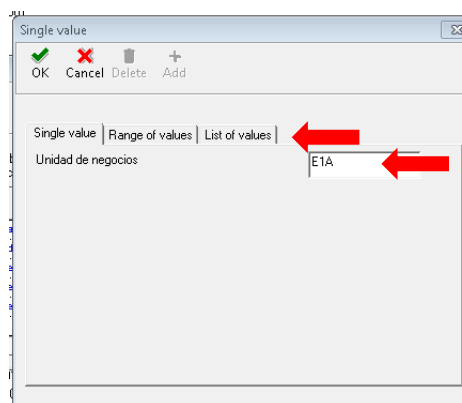 Single value
OK Cancel Delete Add
Single value Range of values List of values
Unidad de negocios E1A